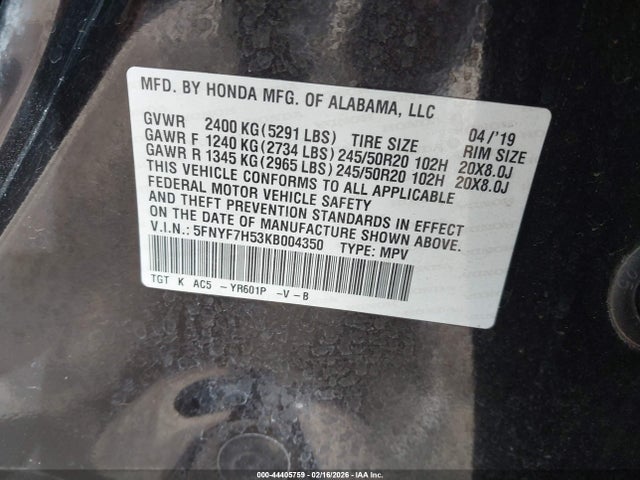 MFD. BY HONDA MFG. OF ALABAMA, LLC
GVWR 2400 KG(5291 LBS) TIRE SIZE 04/'19 RIM SIZE
GAWR F 1240 KG(2734 LBS) 245/50R20 102H 20X8.0J
GAWR R 1345 KG(2965 LBS) 245/50R20 102H 20X8.0J
THIS VEHICLE CONFORMS TO ALL APPLICABLE
FEDERAL MOTOR VEHICLE SAFETY
AND THEFT PREVENTION STANDARDS IN EFFECT
ON THE DATE OF MANUFACTURE SHOWN ABOVE.
V.I.N.: 5FNYF7H53KB004350 TYPE: MPV
TGT K AC5 -YR601P -V-B
000-44405759 | 02/16/2026 | © IAA Inc.